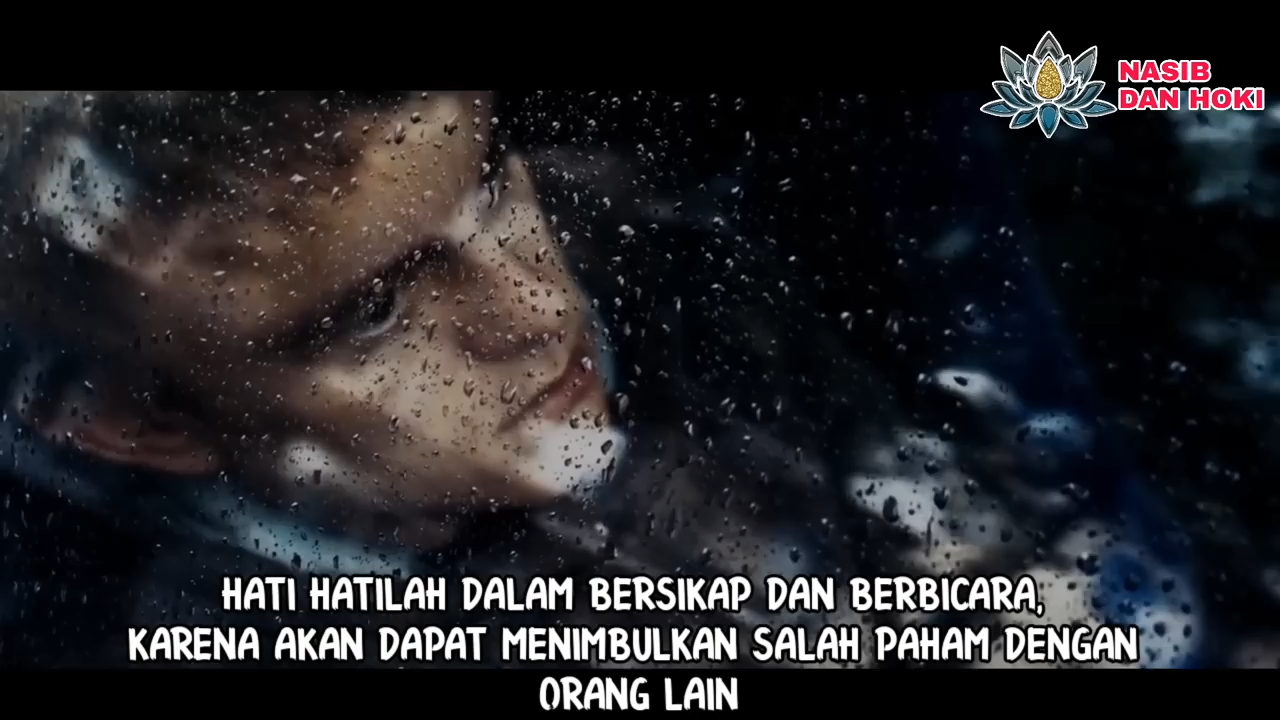 NASIB
DAN HOKI
HATI HATILAH DALAM BERSIKAP DAN BERBICARA,
KARENA AKAN DAPAT MENIMBULKAN SALAH PAHAM DENGAN
ORANG LAIN